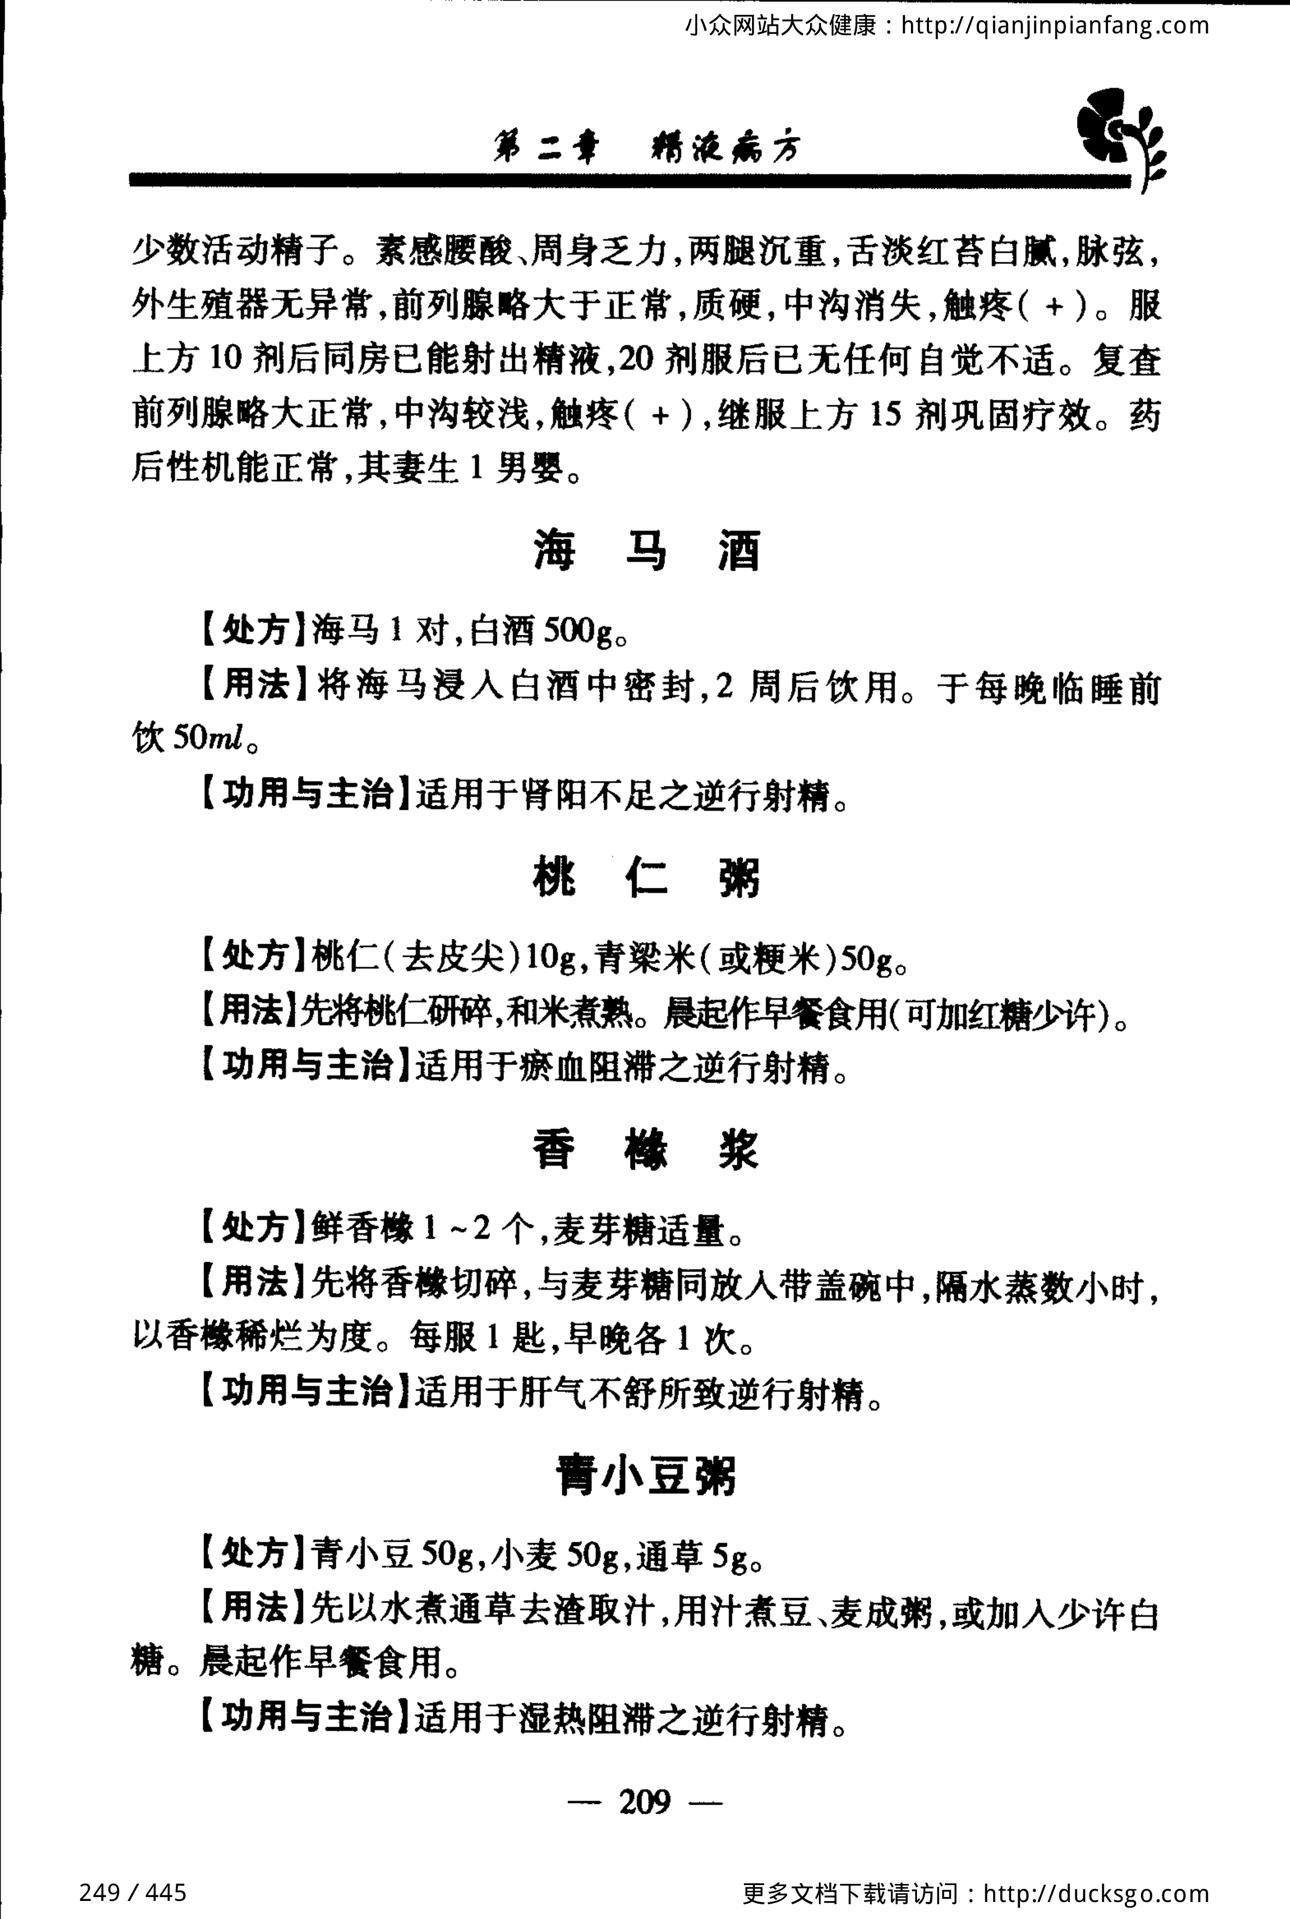 小众网站大众健康：http://qianjinpianfang.com
第二章 精液病方
少数活动精子。素感腰酸、周身乏力,两腿沉重,舌淡红苔白腻,脉弦,
外生殖器无异常,前列腺略大于正常,质硬,中沟消失,触疼(+)。服
上方10剂后同房已能射出精液,20剂服后已无任何自觉不适。复查
前列腺略大正常,中沟较浅,触疼(+),继服上方15剂巩固疗效。药
后性机能正常,其妻生1男婴。
海马酒
【处方】海马1对,白酒500g。
【用法】将海马浸入白酒中密封,2周后饮用。于每晚临睡前
饮50ml。
【功用与主治】适用于肾阳不足之逆行射精。
桃仁粥
【处方】桃仁(去皮尖)10g,青梁米(或粳米)50g。
【用法】先将桃仁研碎,和米煮熟。晨起作早餐食用(可加红糖少许)。
【功用与主治】适用于瘀血阻滞之逆行射精。
香橼浆
【处方】鲜香橼1~2个,麦芽糖适量。
【用法】先将香橼切碎,与麦芽糖同放入带盖碗中,隔水蒸数小时,
以香橼稀烂为度。每服1匙,早晚各1次。
【功用与主治】适用于肝气不舒所致逆行射精。
青小豆粥
【处方】青小豆50g,小麦50g,通草5g。
【用法】先以水煮通草去渣取汁,用汁煮豆、麦成粥,或加入少许白
糖。晨起作早餐食用。
【功用与主治】适用于湿热阻滞之逆行射精。
— 209 —
249 / 445
更多文档下载请访问：http://ducksgo.com